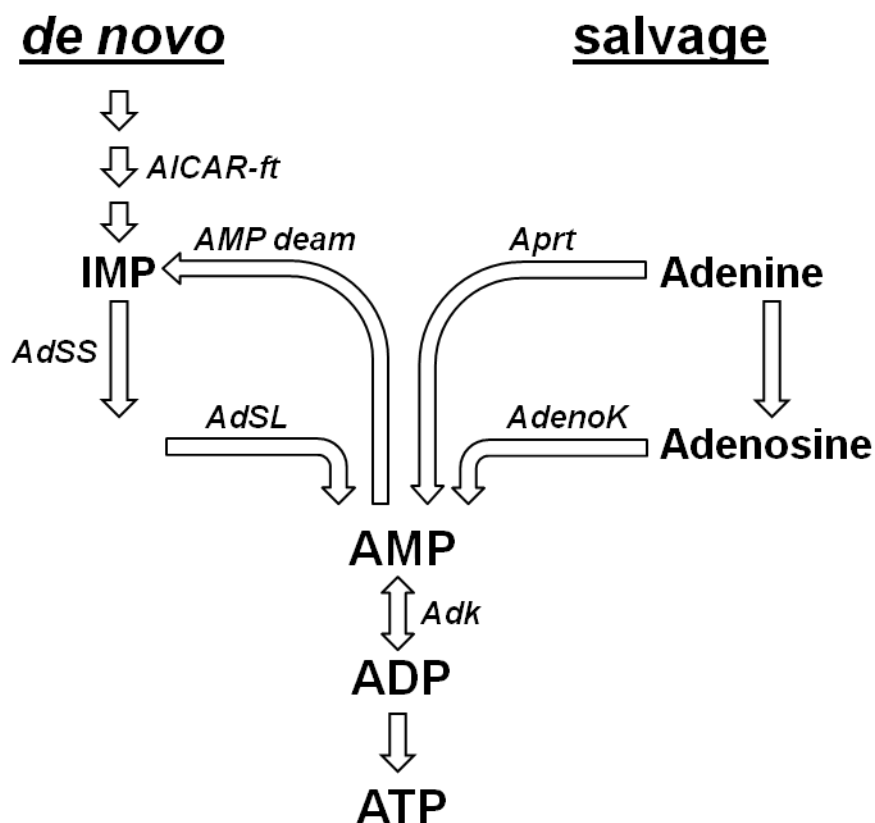 de novo
salvage
AICAR-ft
AMP deam
Aprt
IMP
Adenine
AdSS
AdSL
AdenoK
Adenosine
AMP
Adk
ADP
ATP